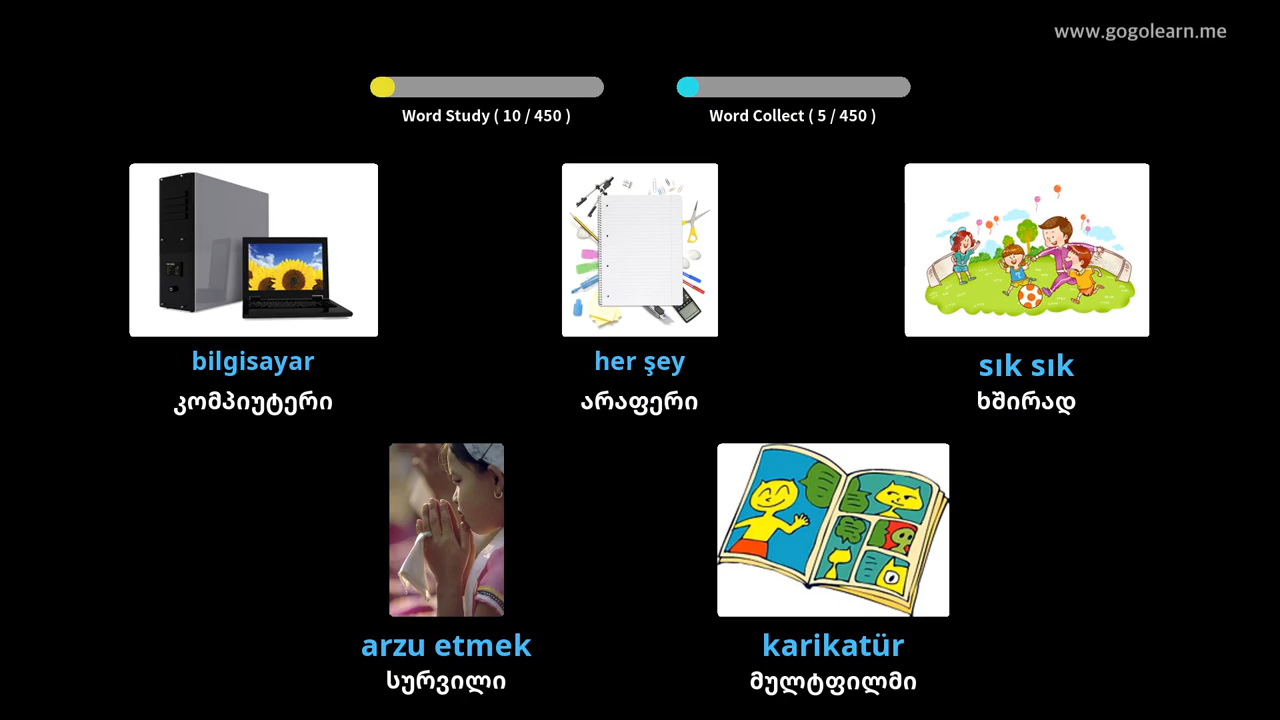 www.gogolearn.me
Word Study ( 10 / 450 )
Word Collect ( 5 / 450 )
bilgisayar
კომპიუტერი
her şey
არაფერი
sık sık
ხშირად
arzu etmek
სურვილი
karikatür
მულტფილმი